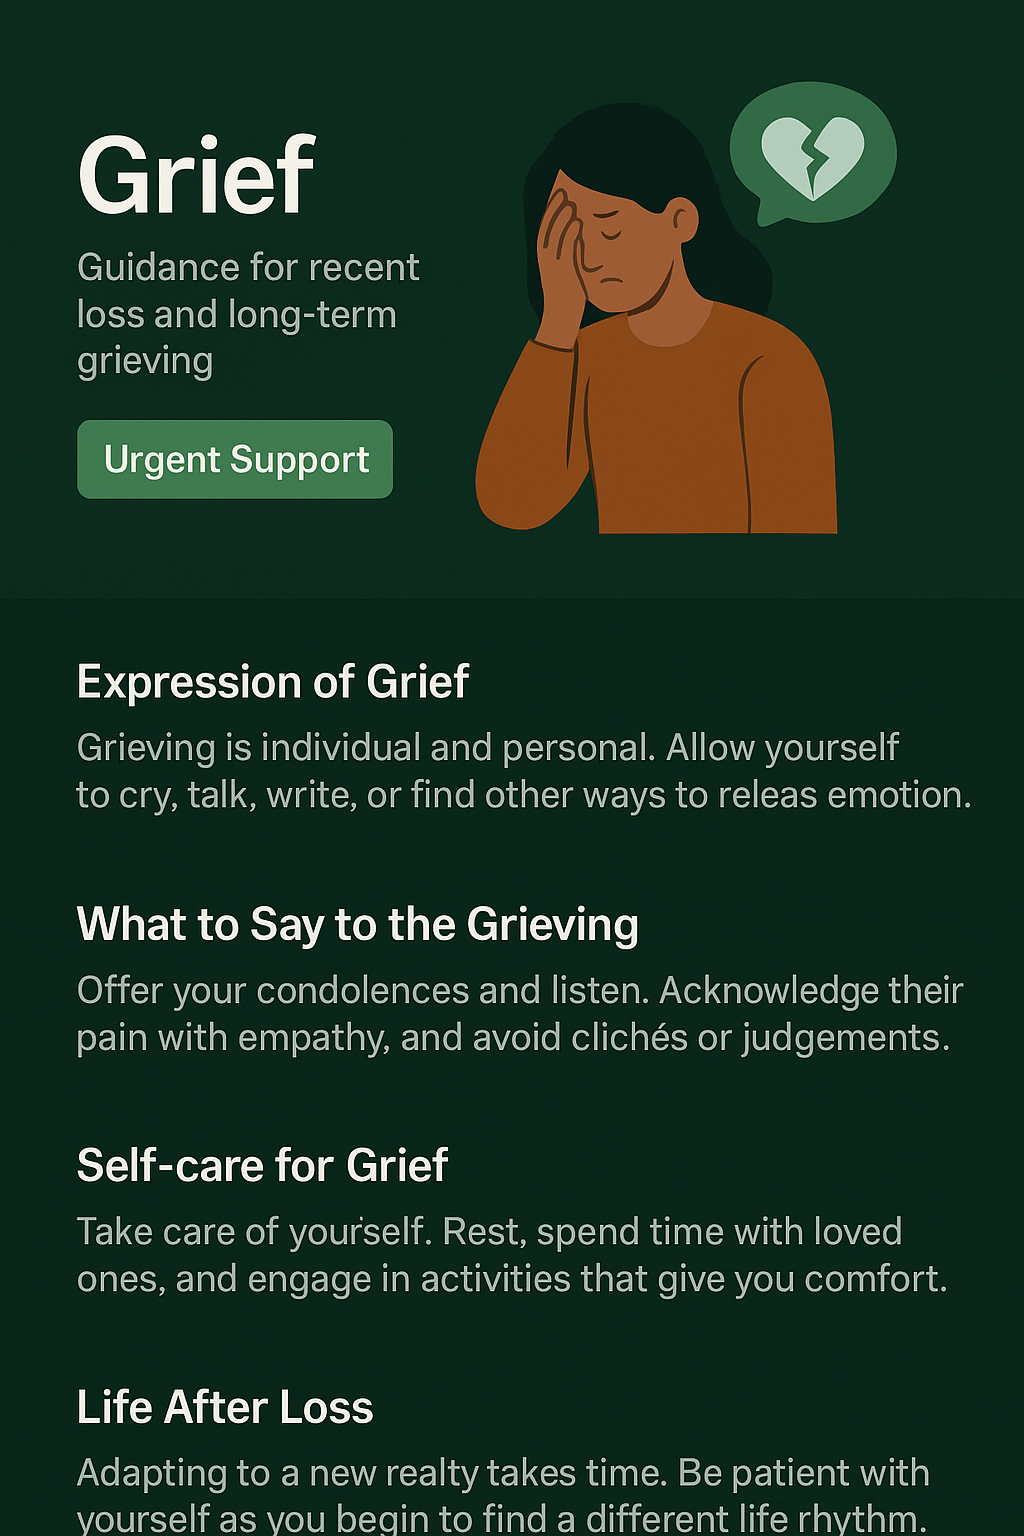 Grief
Guidance for recent
loss and long-term
grieving
Urgent Support
Expression of Grief
Grieving is individual and personal. Allow yourself
to cry, talk, write, or find other ways to releas emotion.
What to Say to the Grieving
Offer your condolences and listen. Acknowledge their
pain with empathy, and avoid clichés or judgements.
Self-care for Grief
Take care of yourself. Rest, spend time with loved
ones, and engage in activities that give you comfort.
Life After Loss
Adapting to a new realty takes time. Be patient with
yourself as you begin to find a different life rhythm.